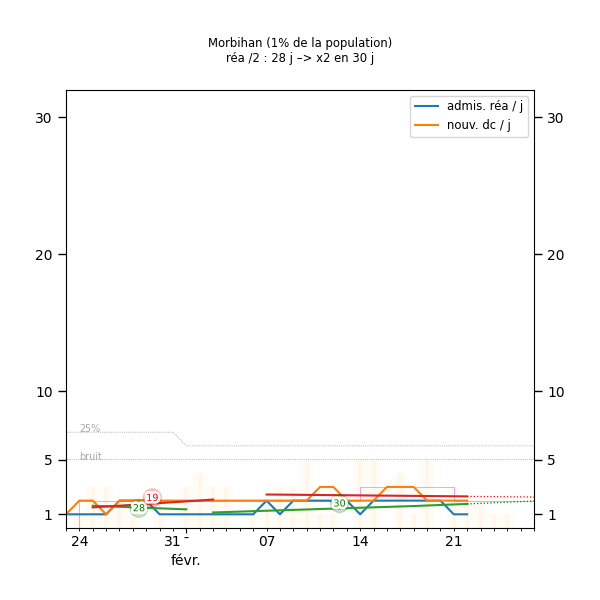 Morbihan (1% de la population)
réa /2 : 28 j –> x2 en 30 j
admis. réa / j
nouv. dc / j
30 30
20 20
10 10
25%
5 bruit 5
19
28 30
1 1
24 31 - 07 14 21
févr.